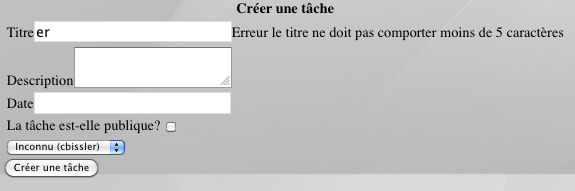 Créer une tâche
Titre er Erreur le titre ne doit pas comporter moins de 5 caractères
Description
Date
La tâche est-elle publique?
Inconnu (cbissler)
Créer une tâche